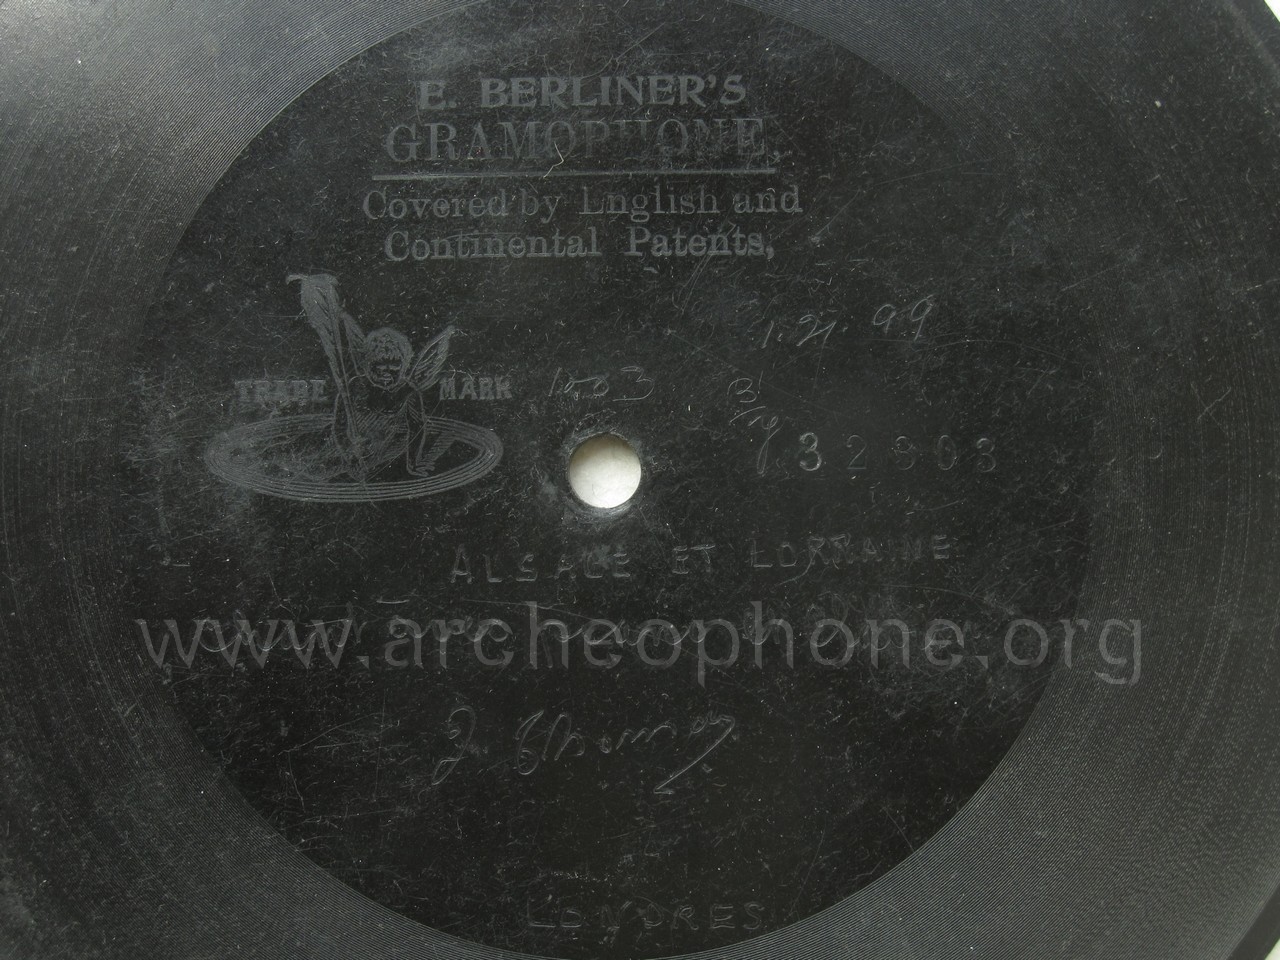 E. BERLINER'S
GRAMOPHONE.
Covered by English and
Continental Patents,
1.21.99
TRADE MARK
1003 B
32903
ALSACE ET LORRAINE
www.archeophone.org
LONDRES